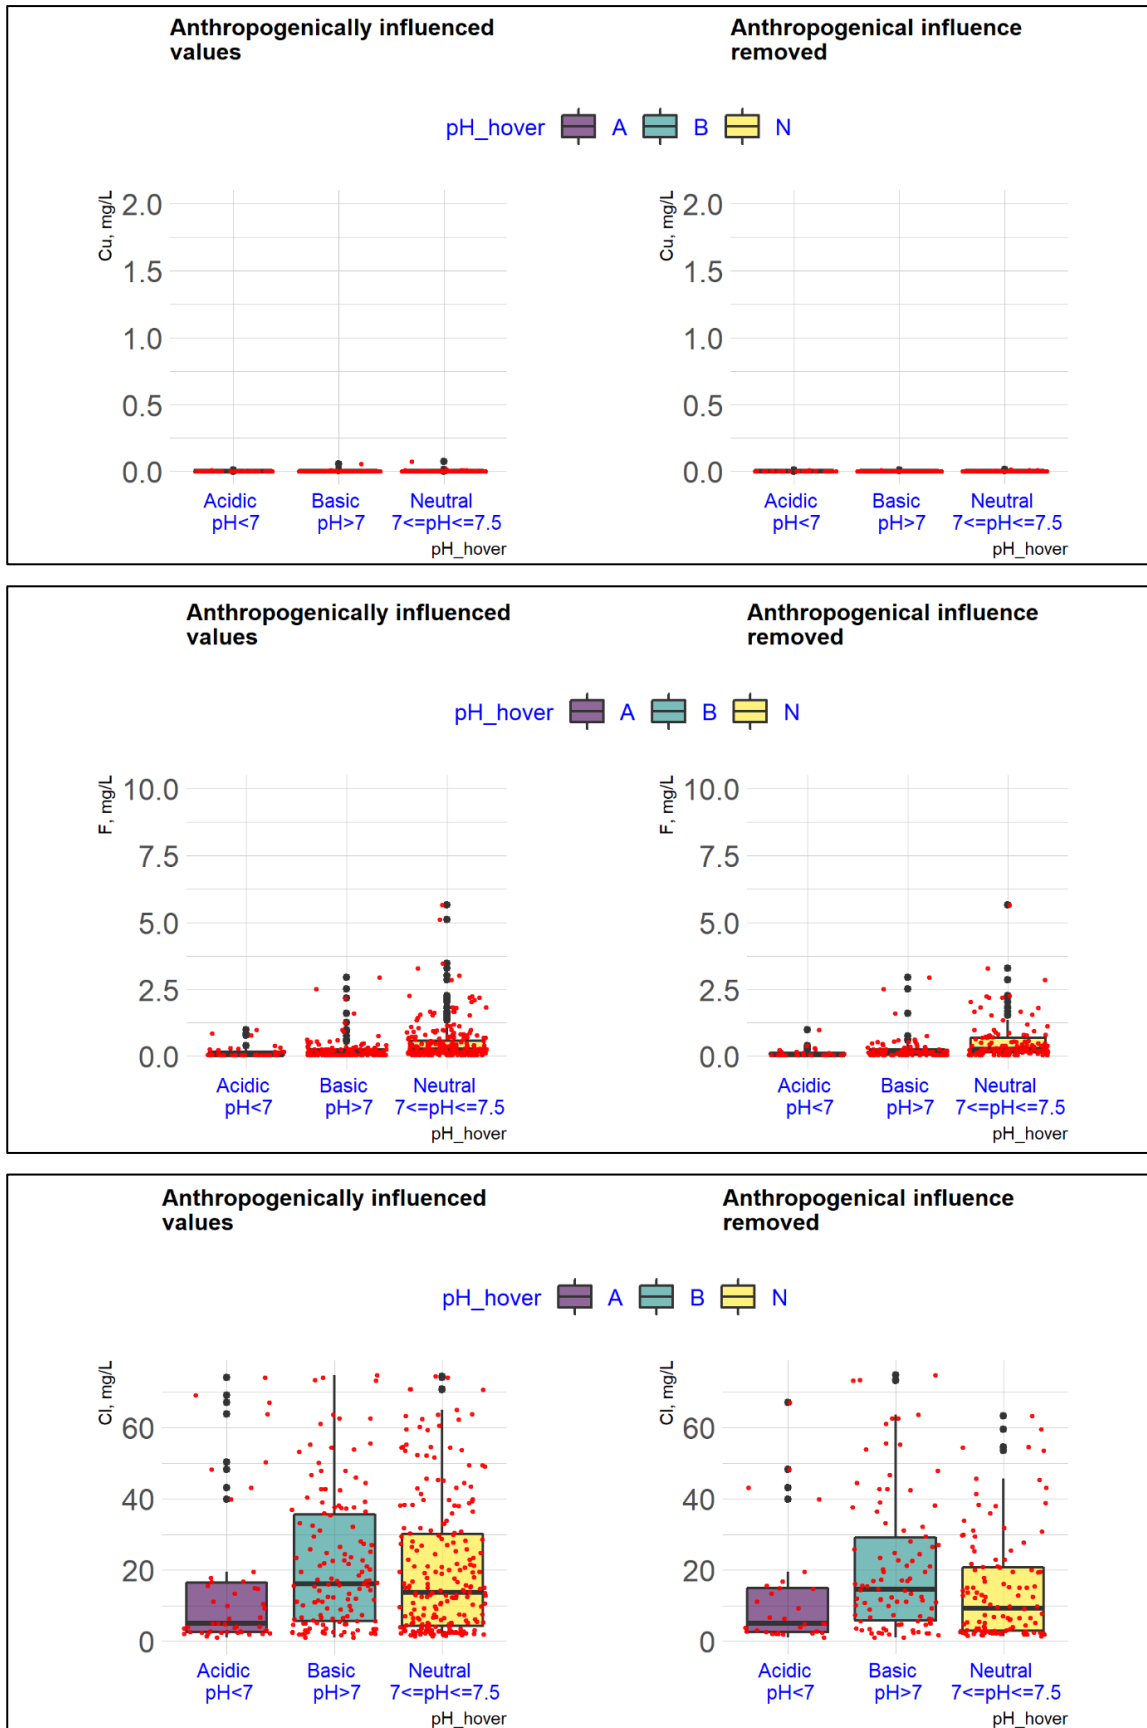 Anthropogenically influenced
values
Anthropogenical influence
removed
pH_hover A B N
Cu, mg/L
2.0
1.5
1.0
0.5
0.0
Acidic
pH<7
Basic
pH>7
Neutral
7<=pH<=7.5
pH_hover
Cu, mg/L
2.0
1.5
1.0
0.5
0.0
Acidic
pH<7
Basic
pH>7
Neutral
7<=pH<=7.5
pH_hover
Anthropogenically influenced
values
Anthropogenical influence
removed
pH_hover A B N
F, mg/L
10.0
7.5
5.0
2.5
0.0
Acidic
pH<7
Basic
pH>7
Neutral
7<=pH<=7.5
pH_hover
F, mg/L
10.0
7.5
5.0
2.5
0.0
Acidic
pH<7
Basic
pH>7
Neutral
7<=pH<=7.5
pH_hover
Anthropogenically influenced
values
Anthropogenical influence
removed
pH_hover A B N
Cl, mg/L
60
40
20
0
Acidic
pH<7
Basic
pH>7
Neutral
7<=pH<=7.5
pH_hover
Cl, mg/L
60
40
20
0
Acidic
pH<7
Basic
pH>7
Neutral
7<=pH<=7.5
pH_hover